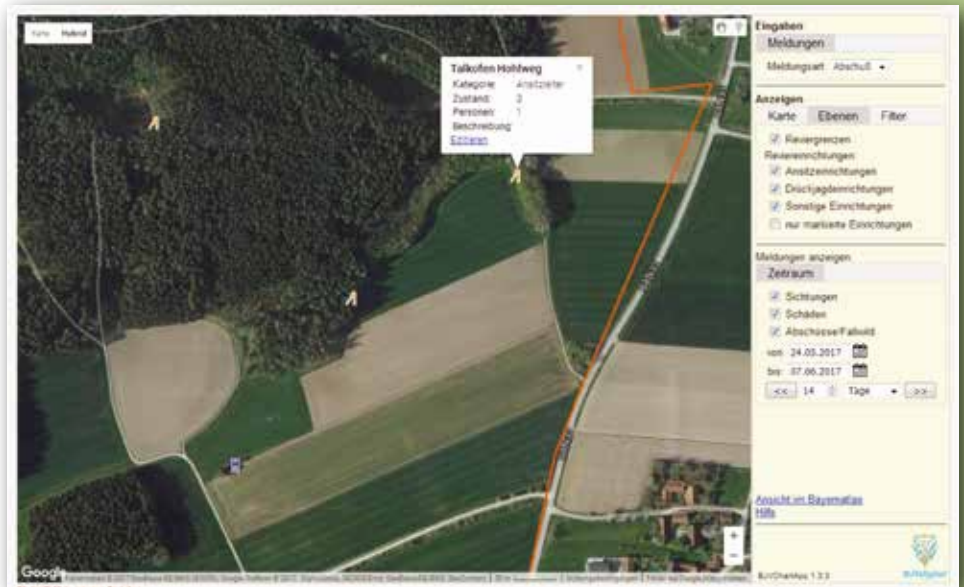 Karte Hybrid
Talkofen Hohlweg
Kategorie: Ansitzleiter
Zustand: 3
Personen: 1
Beschreibung:
Editieren
Google
Eingaben
Meldungen
Meldungsart Abschuß
Anzeigen
Karte Ebenen Filter
Reviergrenzen
Reviereinrichtungen:
Ansitzeinrichtungen
Drückjagdeinrichtungen
Sonstige Einrichtungen
nur markierte Einrichtungen
Meldungen anzeigen
Zeitraum
Sichtungen
Schäden
Abschüsse/Fallwild
von: 24.05.2017
bis: 07.06.2017
<< 14 Tage >>
Ansicht im Bayernatlas
Hilfe